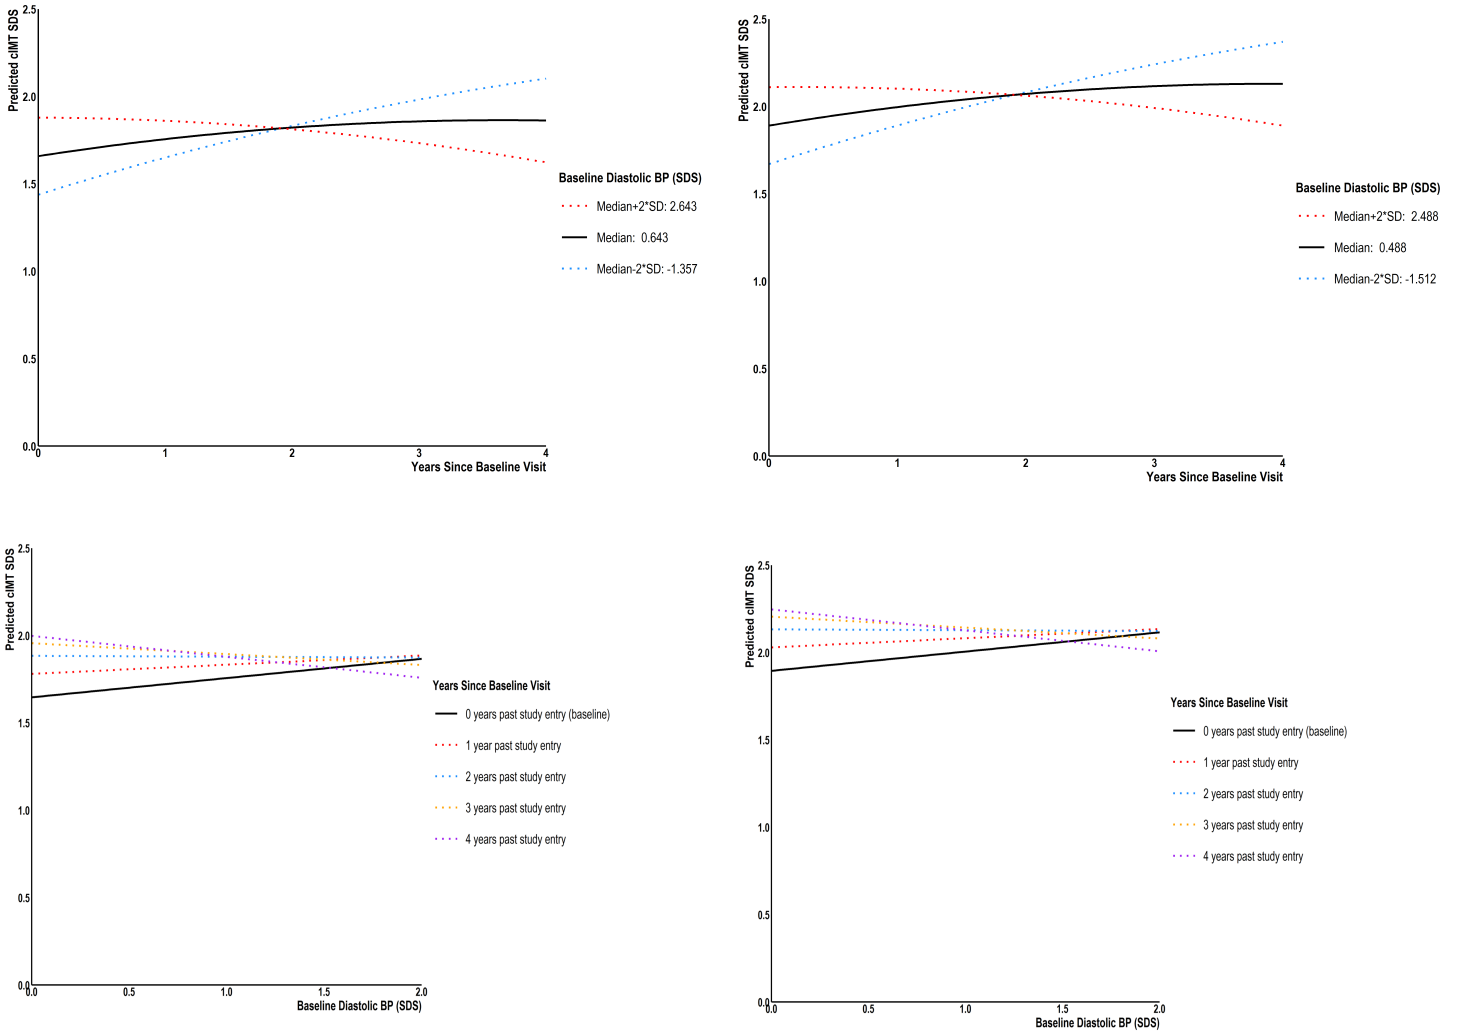 Predicted cIMT SDS
2.5
2.0
1.5
1.0
0.5
0.0
0
1
2
3
4
Years Since Baseline Visit
Baseline Diastolic BP (SDS)
Median+2*SD: 2.643
Median: 0.643
Median-2*SD: -1.357
Predicted cIMT SDS
2.5
2.0
1.5
1.0
0.5
0.0
0
1
2
3
4
Years Since Baseline Visit
Baseline Diastolic BP (SDS)
Median+2*SD: 2.488
Median: 0.488
Median-2*SD: -1.512
Predicted cIMT SDS
2.5
2.0
1.5
1.0
0.5
0.0
0.0
0.5
1.0
1.5
2.0
Baseline Diastolic BP (SDS)
Years Since Baseline Visit
0 years past study entry (baseline)
1 year past study entry
2 years past study entry
3 years past study entry
4 years past study entry
Predicted cIMT SDS
2.5
2.0
1.5
1.0
0.5
0.0
0.0
0.5
1.0
1.5
2.0
Baseline Diastolic BP (SDS)
Years Since Baseline Visit
0 years past study entry (baseline)
1 year past study entry
2 years past study entry
3 years past study entry
4 years past study entry